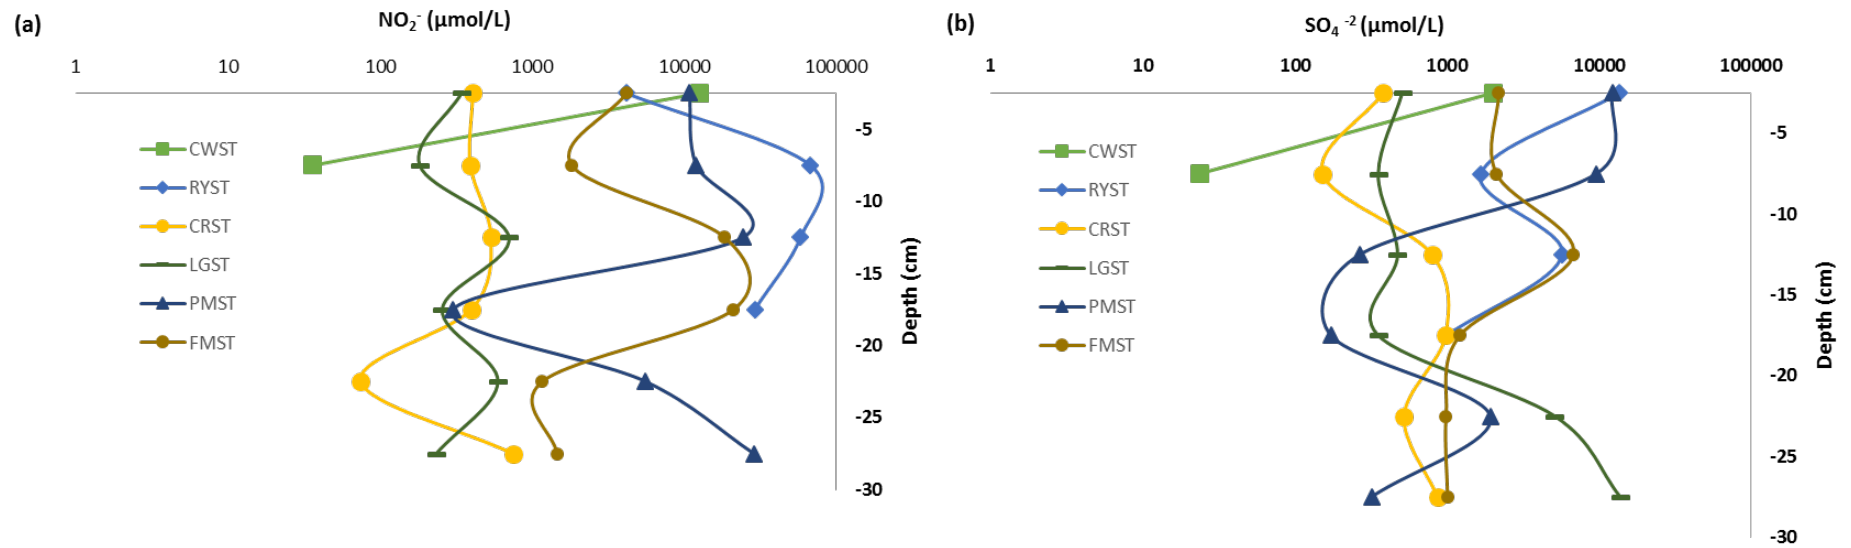 (a)
NO₂⁻ (µmol/L)
1 10 100 1000 10000 100000
-5
-10
-15
-20
-25
-30
Depth (cm)
CWST
RYST
CRST
LGST
PMST
FMST
(b)
SO₄ ⁻² (µmol/L)
1 10 100 1000 10000 100000
-5
-10
-15
-20
-25
-30
Depth (cm)
CWST
RYST
CRST
LGST
PMST
FMST